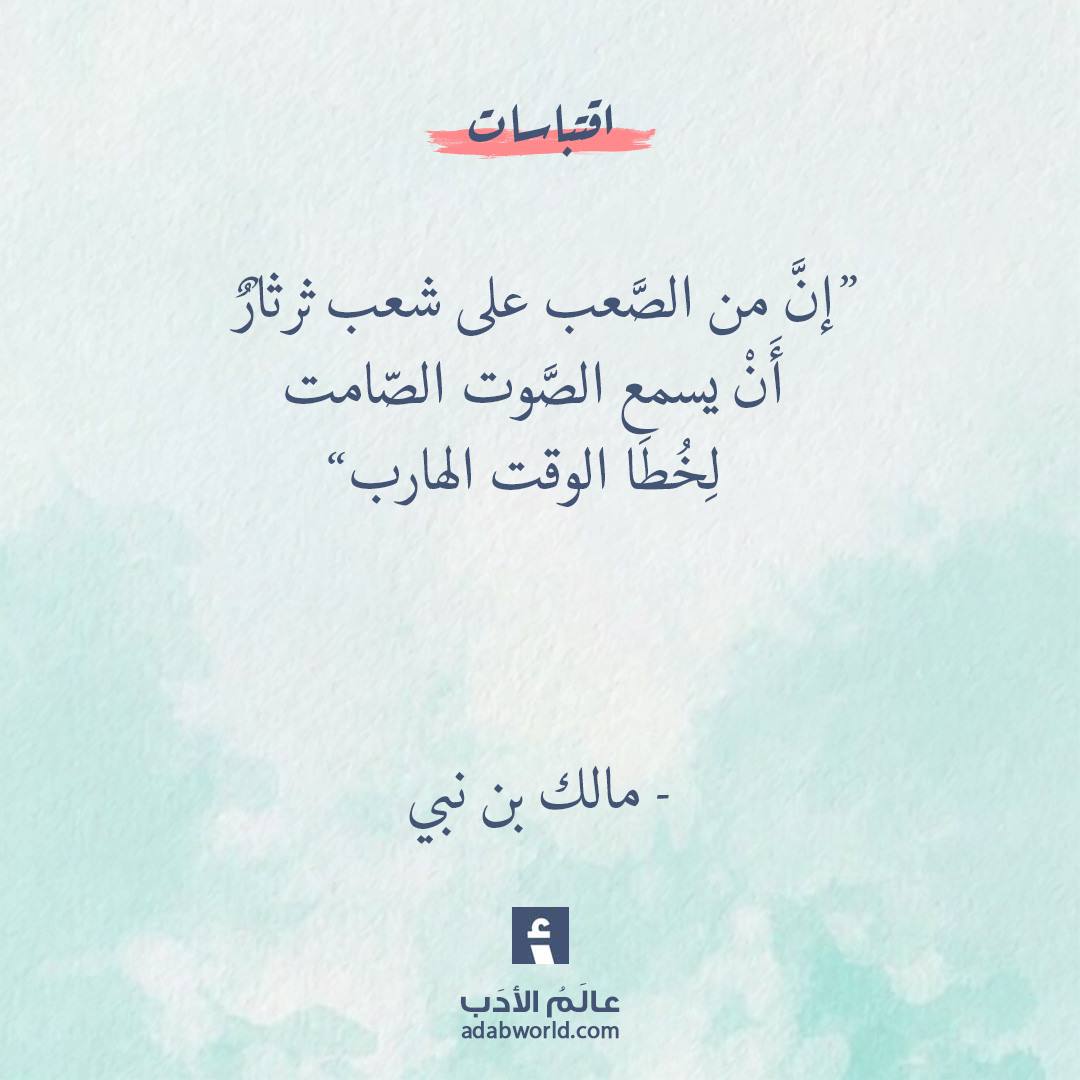 اقتباسات
”إنَّ من الصَّعب على شعب ثرثارٌ
أَنْ يسمع الصَّوت الصّامت
لِخُطَا الوقت الهارب“
- مالك بن نبي
أ
عالَمُ الأدَب
adabworld.com